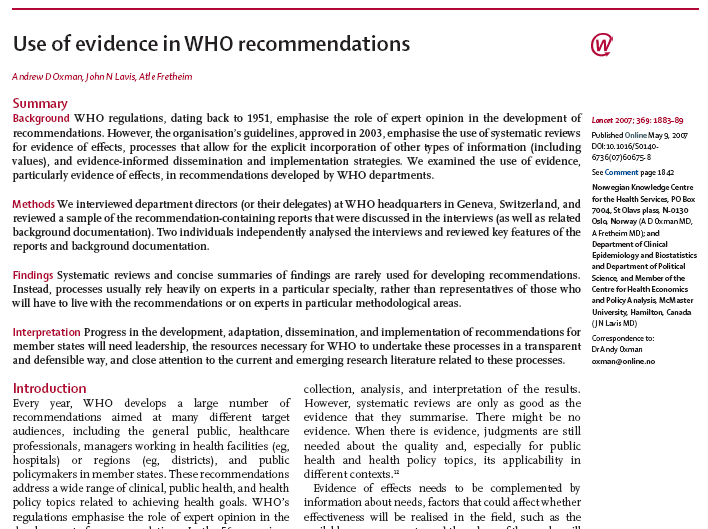 Use of evidence in WHO recommendations
Andrew D Oxman, John N Lavis, Atle Fretheim
Summary
Background WHO regulations, dating back to 1951, emphasise the role of expert opinion in the development of
recommendations. However, the organisation's guidelines, approved in 2003, emphasise the use of systematic reviews
for evidence of effects, processes that allow for the explicit incorporation of other types of information (including
values), and evidence-informed dissemination and implementation strategies. We examined the use of evidence,
particularly evidence of effects, in recommendations developed by WHO departments.
Methods We interviewed department directors (or their delegates) at WHO headquarters in Geneva, Switzerland, and
reviewed a sample of the recommendation-containing reports that were discussed in the interviews (as well as related
background documentation). Two individuals independently analysed the interviews and reviewed key features of the
reports and background documentation.
Findings Systematic reviews and concise summaries of findings are rarely used for developing recommendations.
Instead, processes usually rely heavily on experts in a particular specialty, rather than representatives of those who
will have to live with the recommendations or on experts in particular methodological areas.
Interpretation Progress in the development, adaptation, dissemination, and implementation of recommendations for
member states will need leadership, the resources necessary for WHO to undertake these processes in a transparent
and defensible way, and close attention to the current and emerging research literature related to these processes.
Introduction
Every year, WHO develops a large number of
recommendations aimed at many different target
audiences, including the general public, healthcare
professionals, managers working in health facilities (eg,
hospitals) or regions (eg, districts), and public
policymakers in member states. These recommendations
address a wide range of clinical, public health, and health
policy topics related to achieving health goals. WHO's
regulations emphasise the role of expert opinion in the
collection, analysis, and interpretation of the results.
However, systematic reviews are only as good as the
evidence that they summarise. There might be no
evidence. When there is evidence, judgments are still
needed about the quality and, especially for public
health and health policy topics, its applicability in
different contexts.12
Evidence of effects needs to be complemented by
information about needs, factors that could affect whether
effectiveness will be realised in the field, such as the
Lancet 2007; 369: 1883–89
Published Online May 9, 2007
DOI:10.1016/S0140-
6736(07)60675-8
See Comment page 1842
Norwegian Knowledge Centre
for the Health Services, PO Box
7004, St Olavs plass, N-0130
Oslo, Norway (A D Oxman MD,
A Fretheim MD); and
Department of Clinical
Epidemiology and Biostatistics
and Department of Political
Science, and Member of the
Centre for Health Economics
and Policy Analysis, McMaster
University, Hamilton, Canada
(J N Lavis MD)
Correspondence to:
Dr Andy Oxman
oxman@online.no